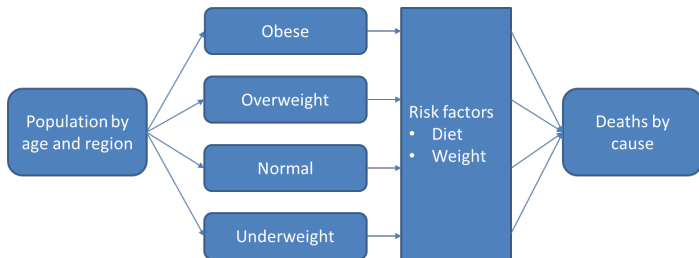 Population by
age and region
Obese
Overweight
Normal
Underweight
Risk factors
• Diet
• Weight
Deaths by
cause